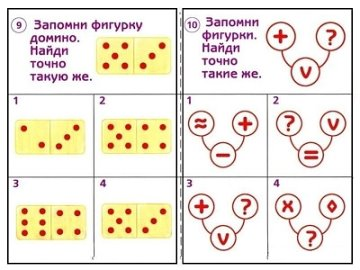 9 Запомни фигурку
домино.
Найди
точно
такую же.
1
2
3
4
10 Запомни
фигурки.
Найди
точно
такие же.
+ ?
v
1
≈ +
−
2
? v
=
3
+ ?
v
4
x ◊
?